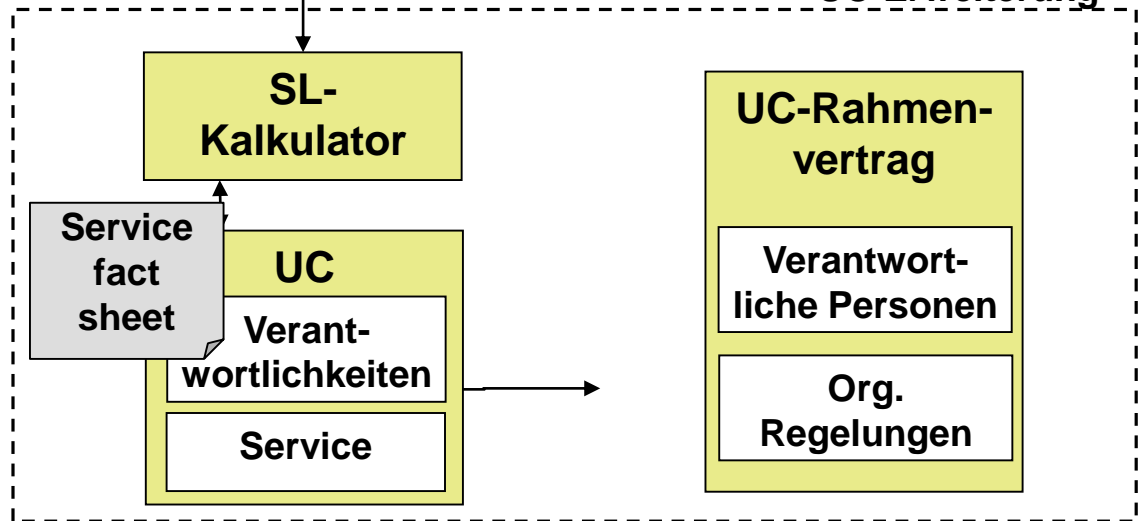 SL-
Kalkulator
UC-Rahmen-
vertrag
Service
fact
sheet
UC
Verant-
wortlichkeiten
Service
Verantwort-
liche Personen
Org.
Regelungen